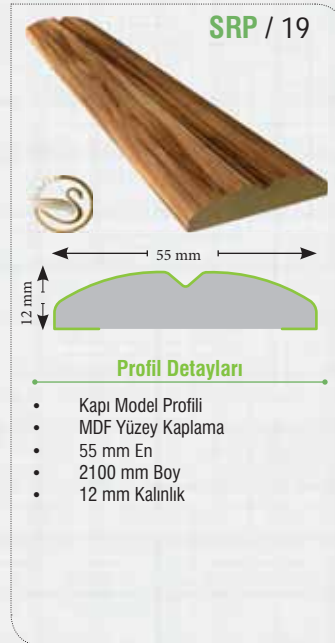 SRP / 19
55 mm
12 mm
Profil Detayları
• Kapı Model Profili
• MDF Yüzey Kaplama
• 55 mm En
• 2100 mm Boy
• 12 mm Kalınlık